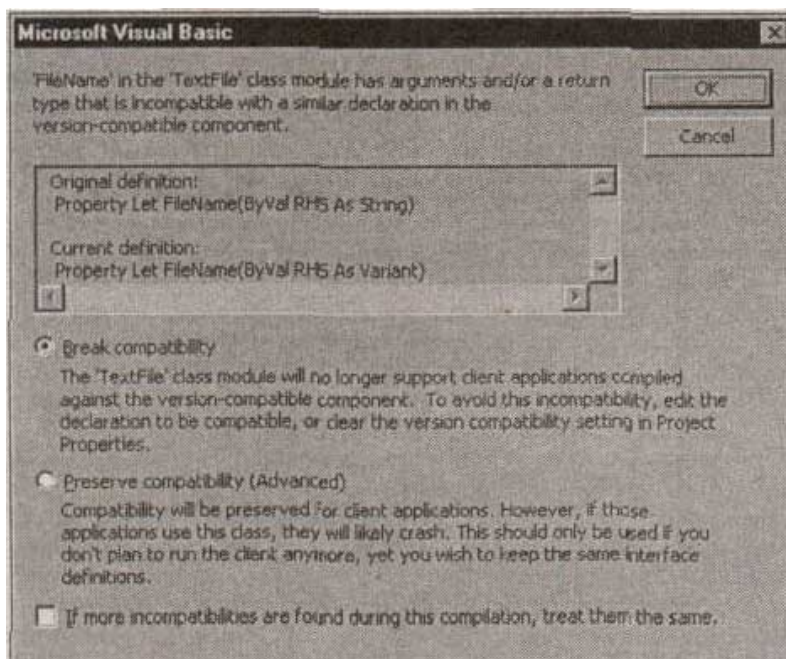 Microsoft Visual Basic
'FileName' in the 'TextFile' class module has arguments and/or a return
type that is incompatible with a similar declaration in the
version-compatible component.
OK
Cancel
Original definition:
Property Let FileName(ByVal RHS As String)
Current definition:
Property Let FileName(ByVal RHS As Variant)
Break compatibility
The 'TextFile' class module will no longer support client applications compiled
against the version-compatible component. To avoid this incompatibility, edit the
declaration to be compatible, or clear the version compatibility setting in Project
Properties.
Preserve compatibility (Advanced)
Compatibility will be preserved for client applications. However, if those
applications use this class, they will likely crash. This should only be used if you
don't plan to run the client anymore, yet you wish to keep the same interface
definitions.
If more incompatibilities are found during this compilation, treat them the same.